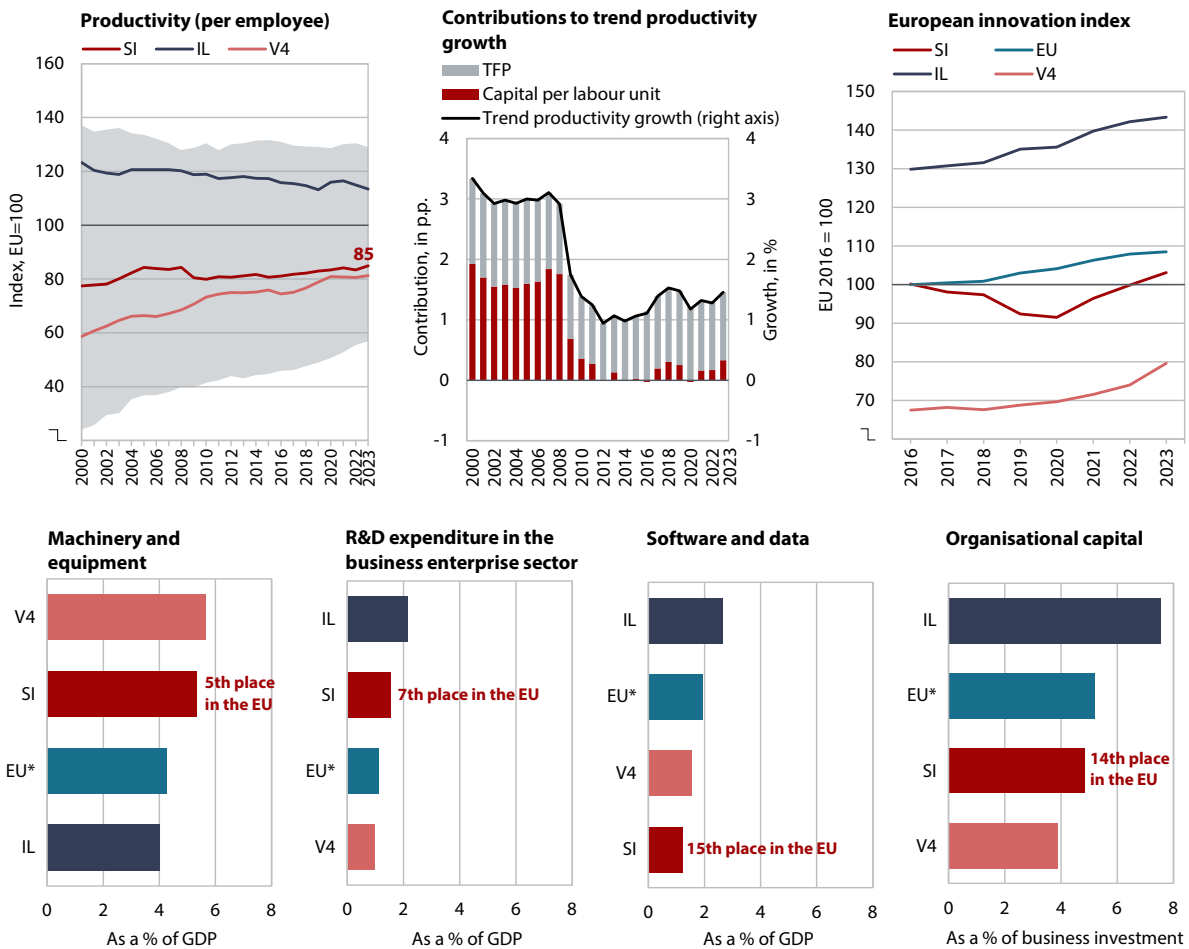 Productivity (per employee)
SI IL V4
Index, EU=100
160
140
120
100
80
60
40
85
2000 2002 2004 2006 2008 2010 2012 2014 2016 2018 2020 2022 2023
Contributions to trend productivity
growth
TFP
Capital per labour unit
Trend productivity growth (right axis)
Contribution, in p.p.
4 4
3 3
2 2
1 1
0 0
-1 -1
Growth, in %
2000 2002 2004 2006 2008 2010 2012 2014 2016 2018 2020 2022 2023
European innovation index
SI EU
IL V4
EU 2016 = 100
150
140
130
120
110
100
90
80
70
2016 2017 2018 2019 2020 2021 2022 2023
Machinery and
equipment
V4
SI
5th place
in the EU
EU*
IL
0 2 4 6 8
As a % of GDP
R&D expenditure in the
business enterprise sector
IL
SI
7th place in the EU
EU*
V4
0 2 4 6 8
As a % of GDP
Software and data
IL
EU*
V4
SI
15th place in the EU
0 2 4 6 8
As a % of GDP
Organisational capital
IL
EU*
SI
14th place
in the EU
V4
0 2 4 6 8
As a % of business investment